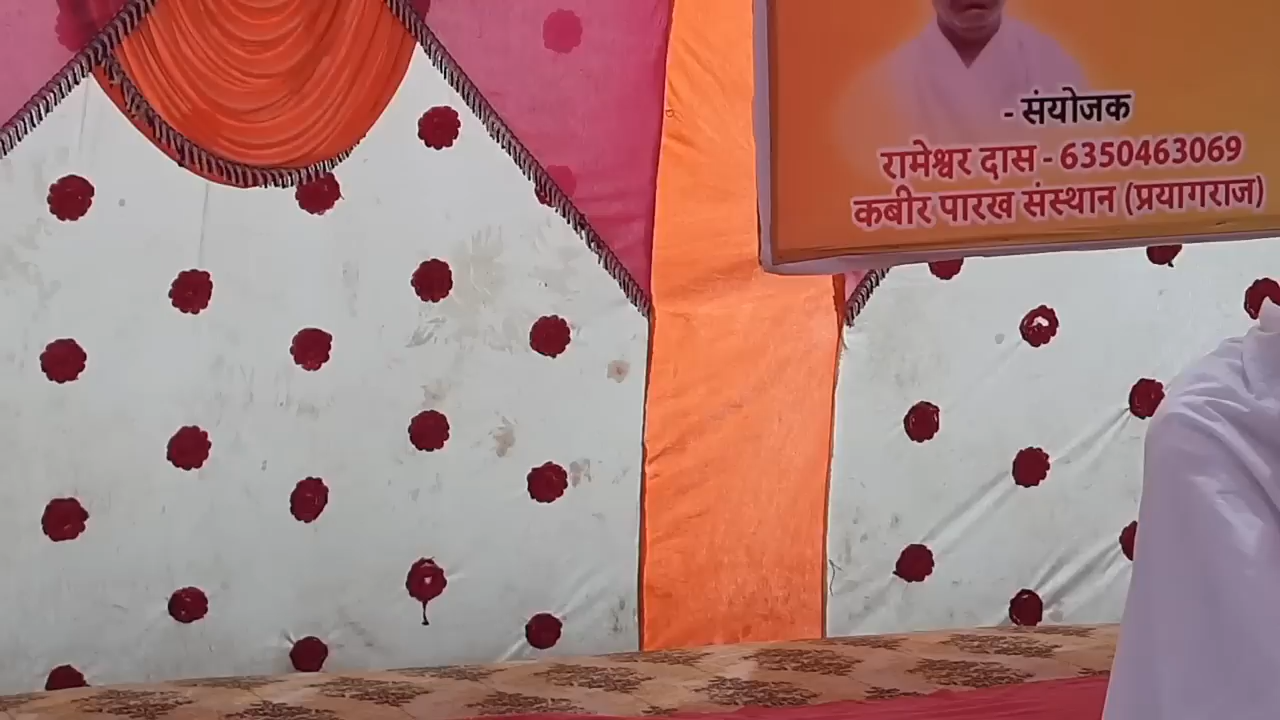 - संयोजक
रामेश्वर दास - 6350463069
कबीर पारख संस्थान (प्रयागराज)